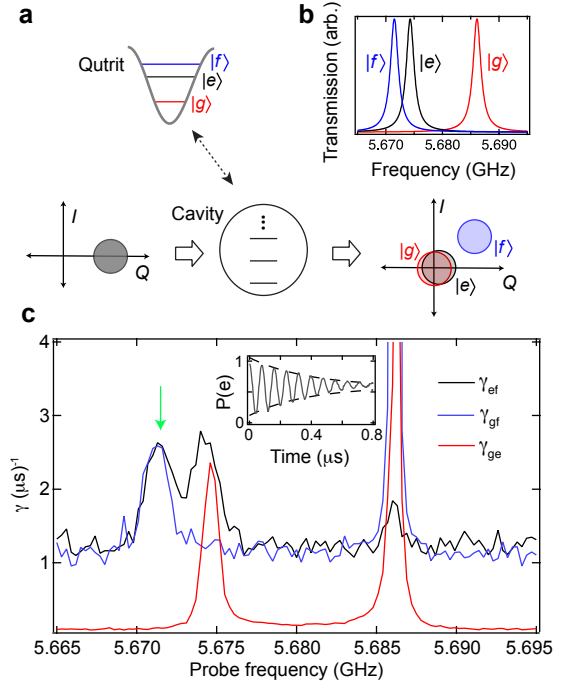 a
Qutrit
|f⟩
|e⟩
|g⟩
b
Transmission (arb.)
|f⟩
|e⟩
|g⟩
5.670 5.680 5.690
Frequency (GHz)
I
Q
Cavity
I
Q
|g⟩
|f⟩
|e⟩
c
γ (μs)⁻¹
4
3
2
1
P(e)
1
0
0 0.4 0.8
Time (μs)
γef
γgf
γge
5.665 5.670 5.675 5.680 5.685 5.690 5.695
Probe frequency (GHz)